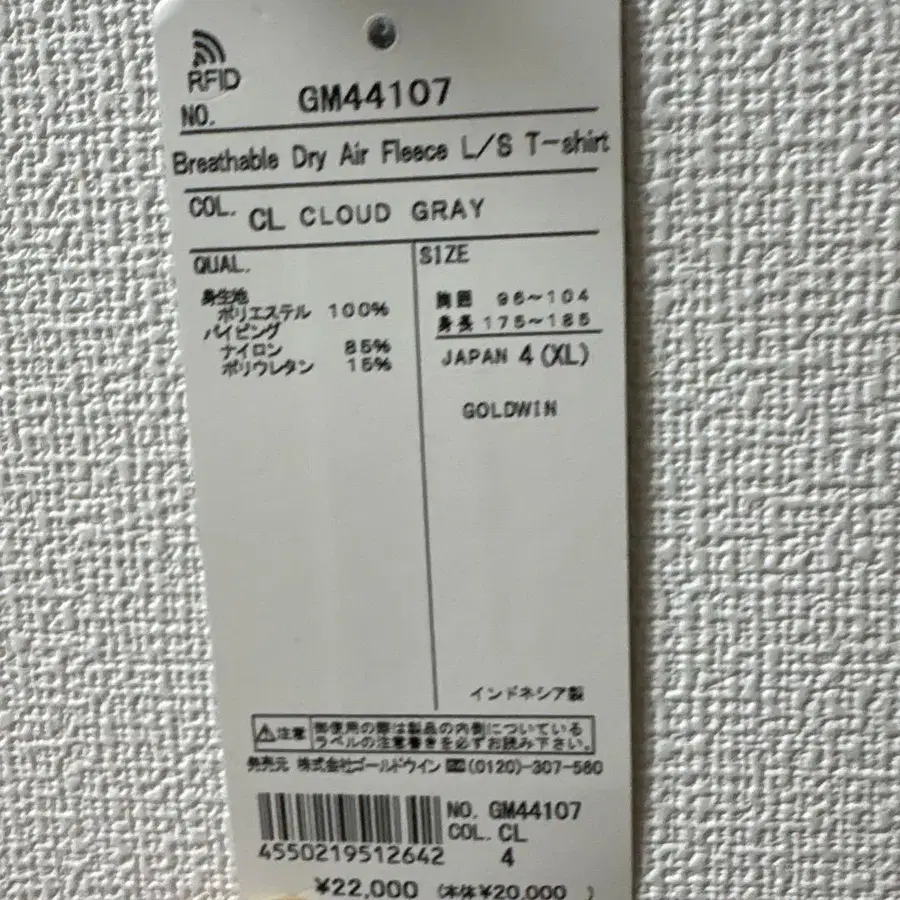 RFID
NO. GM44107
Breathable Dry Air Fleece L/S T-shirt
COL. CL CLOUD GRAY
QUAL.
身生地
ポリエステル 100%
パイピング
ナイロン 85%
ポリウレタン 15%
SIZE
胸囲 96~104
身長 175~185
JAPAN 4(XL)
GOLDWIN
インドネシア製
⚠注意 御使用の際は製品の内側についている
ラベルの注意書きを必ずお読み下さい。
発売元 株式会社ゴールドウイン (0120)-307-560
NO. GM44107
COL. CL
4550219512642 4
¥22,000 (本体¥20,000 )